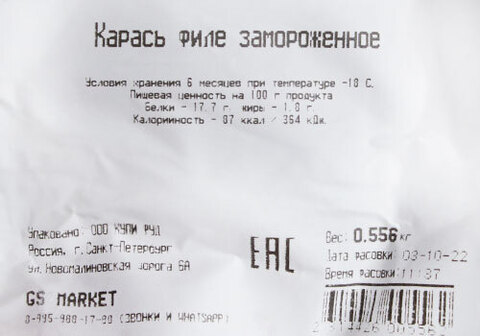 Карась филе замороженное
Условия хранения 6 месяцев при температуре -18 С.
Пищевая ценность на 100 г продукта
Белки - 17.7 г. жиры - 1.8 г.
Калорийность - 87 ккал / 364 кДж.
Упаковано: ООО КУПИ РУД
Россия, г. Санкт-Петербург
Ул. Новомалиновская дорога 6А
GS MARKET
(ЗВОНКИ И WHATSAPP)
EAC
Вес: 0.556 кг
Дата фасовки 03-10-22
Время фасовки